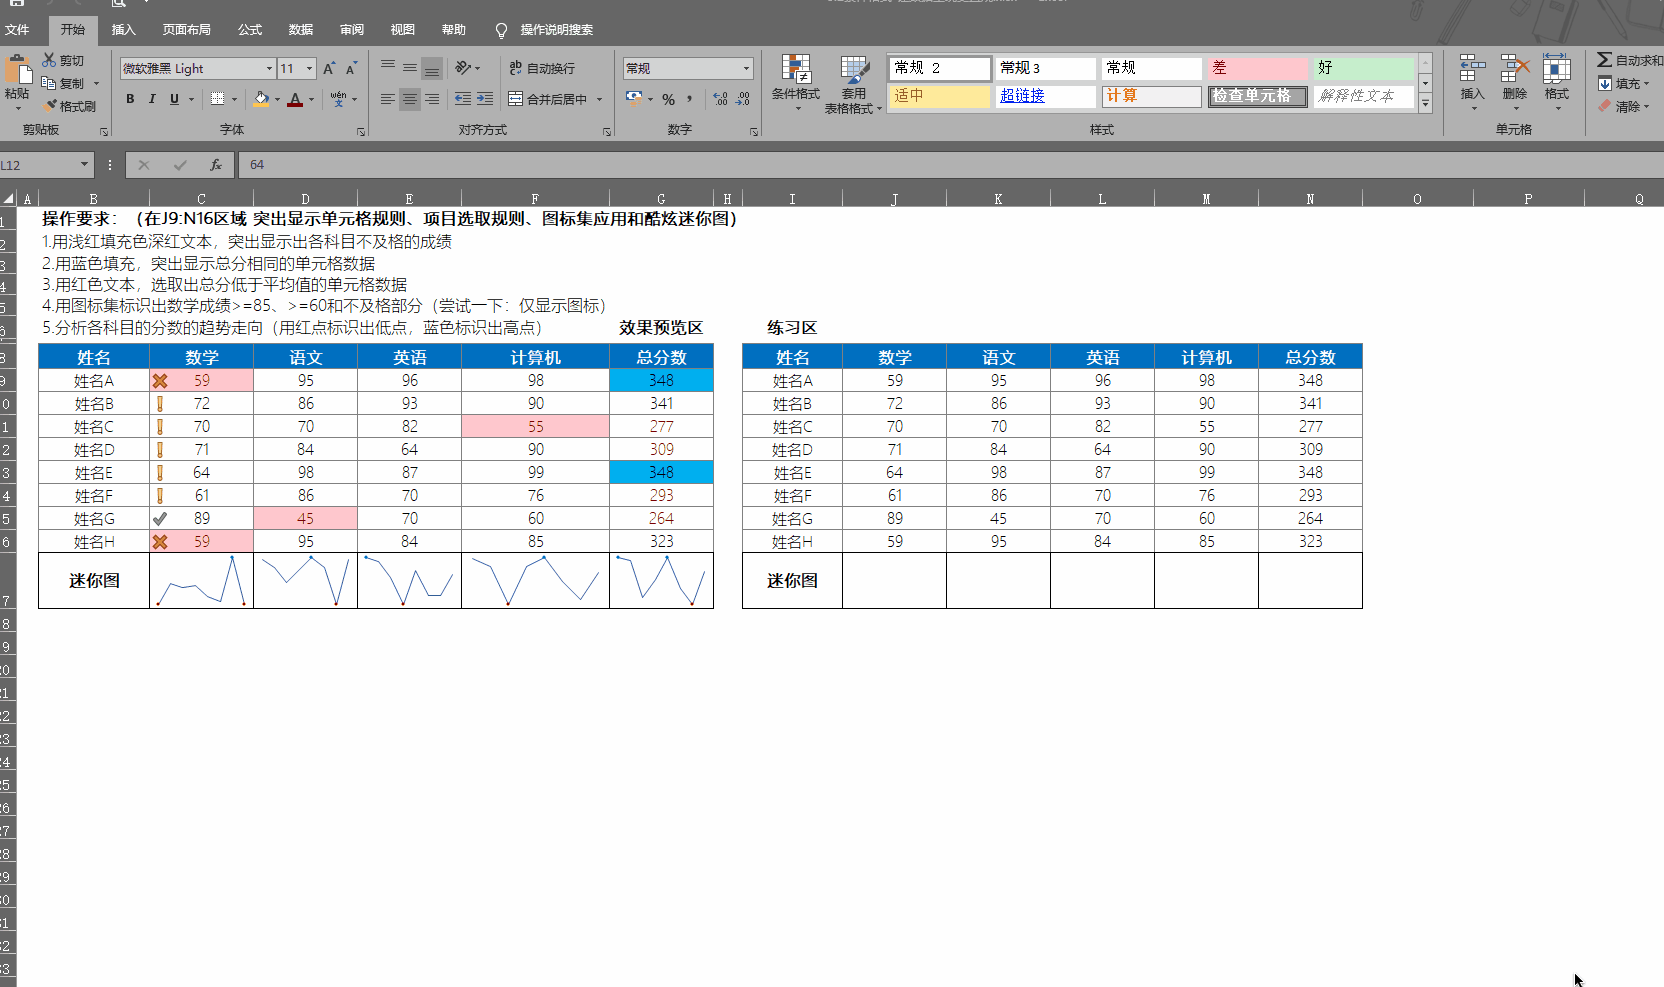 文件 开始 插入 页面布局 公式 数据 审阅 视图 帮助 操作说明搜索
剪切
复制
格式刷
粘贴
剪贴板
微软雅黑 Light 11
B I U
wén
字体
ab 自动换行
合并后居中
对齐方式
常规
% ,
数字
条件格式
套用
表格格式
常规 2 常规 3 常规 差 好
适中 超链接 计算 检查单元格 解释性文本
样式
插入 删除 格式
单元格
自动求和
填充
清除
L12 fx 64
A B C D E F G H I J K L M N O P Q
操作要求：（在J9:N16区域 突出显示单元格规则、项目选取规则、图标集应用和酷炫迷你图）
1.用浅红填充色深红文本，突出显示出各科目不及格的成绩
2.用蓝色填充，突出显示总分相同的单元格数据
3.用红色文本，选取出总分低于平均值的单元格数据
4.用图标集标识出数学成绩>=85、>=60和不及格部分（尝试一下：仅显示图标）
5.分析各科目的分数的趋势走向（用红点标识出低点，蓝色标识出高点） 效果预览区 练习区
姓名 数学 语文 英语 计算机 总分数 姓名 数学 语文 英语 计算机 总分数
姓名A 59 95 96 98 348 姓名A 59 95 96 98 348
姓名B 72 86 93 90 341 姓名B 72 86 93 90 341
姓名C 70 70 82 55 277 姓名C 70 70 82 55 277
姓名D 71 84 64 90 309 姓名D 71 84 64 90 309
姓名E 64 98 87 99 348 姓名E 64 98 87 99 348
姓名F 61 86 70 76 293 姓名F 61 86 70 76 293
姓名G 89 45 70 60 264 姓名G 89 45 70 60 264
姓名H 59 95 84 85 323 姓名H 59 95 84 85 323
迷你图 迷你图